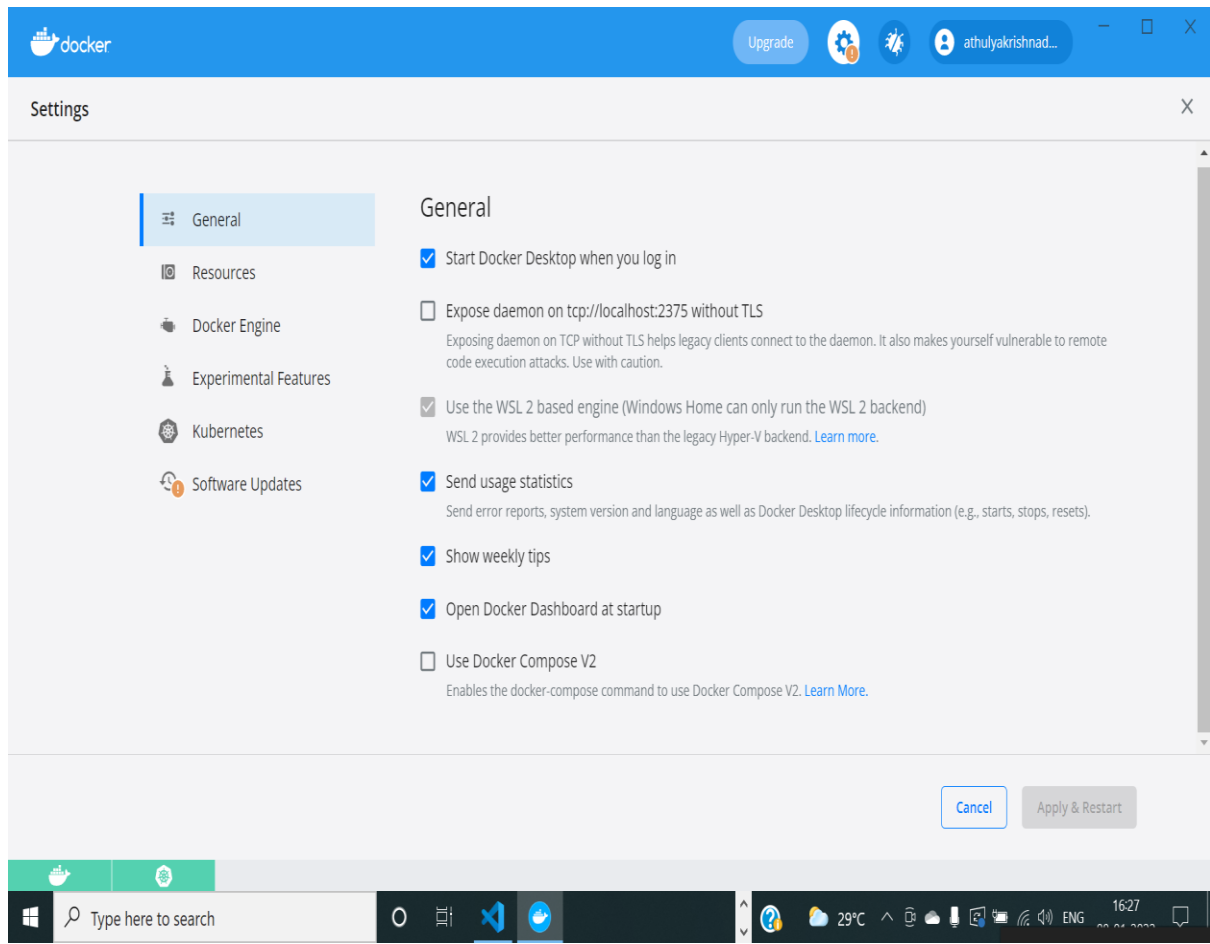 docker
Upgrade
athulyakrishnad...
Settings
General
Resources
Docker Engine
Experimental Features
Kubernetes
Software Updates
General
Start Docker Desktop when you log in
Expose daemon on tcp://localhost:2375 without TLS
Exposing daemon on TCP without TLS helps legacy clients connect to the daemon. It also makes yourself vulnerable to remote
code execution attacks. Use with caution.
Use the WSL 2 based engine (Windows Home can only run the WSL 2 backend)
WSL 2 provides better performance than the legacy Hyper-V backend. Learn more.
Send usage statistics
Send error reports, system version and language as well as Docker Desktop lifecycle information (e.g., starts, stops, resets).
Show weekly tips
Open Docker Dashboard at startup
Use Docker Compose V2
Enables the docker-compose command to use Docker Compose V2. Learn More.
Cancel
Apply & Restart
Type here to search
29°C
ENG
16:27